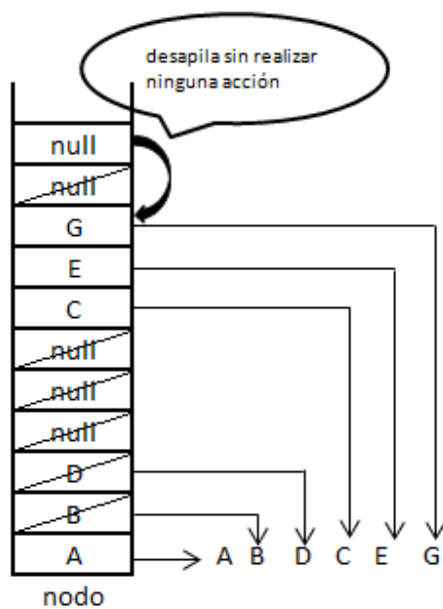 desapila sin realizar
ninguna acción
null
null
G
E
C
null
null
null
D
B
A
A B D C E G
nodo